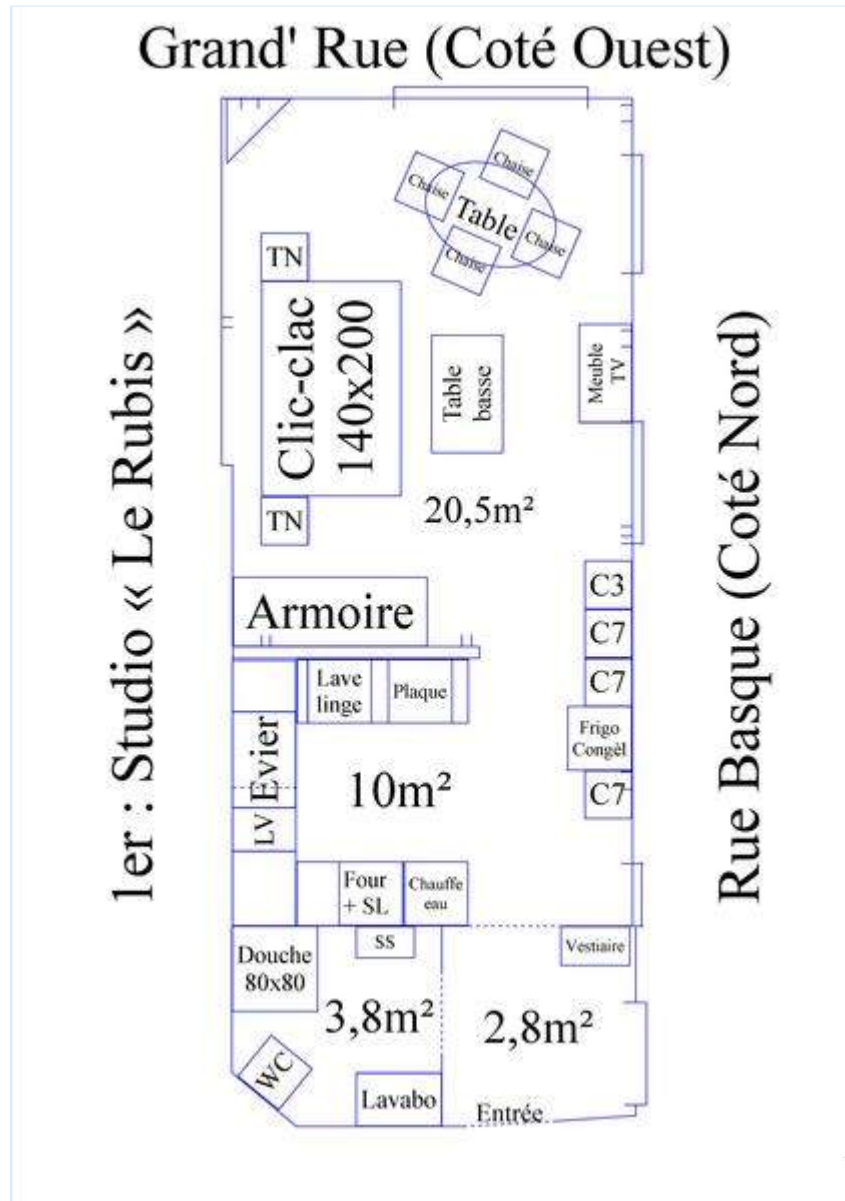 Grand' Rue (Coté Ouest)
Chaise
Chaise
Table
Chaise
Chaise
TN
Clic-clac
140x200
Table
basse
Meuble
TV
TN
20,5m²
1er : Studio « Le Rubis »
Rue Basque (Coté Nord)
Armoire
C3
C7
C7
Lave
linge
Plaque
Frigo
Congèl
Evier
10m²
C7
LV
Four
+ SL
Chauffe
eau
SS
Vestiaire
Douche
80x80
3,8m²
2,8m²
WC
Lavabo
Entrée